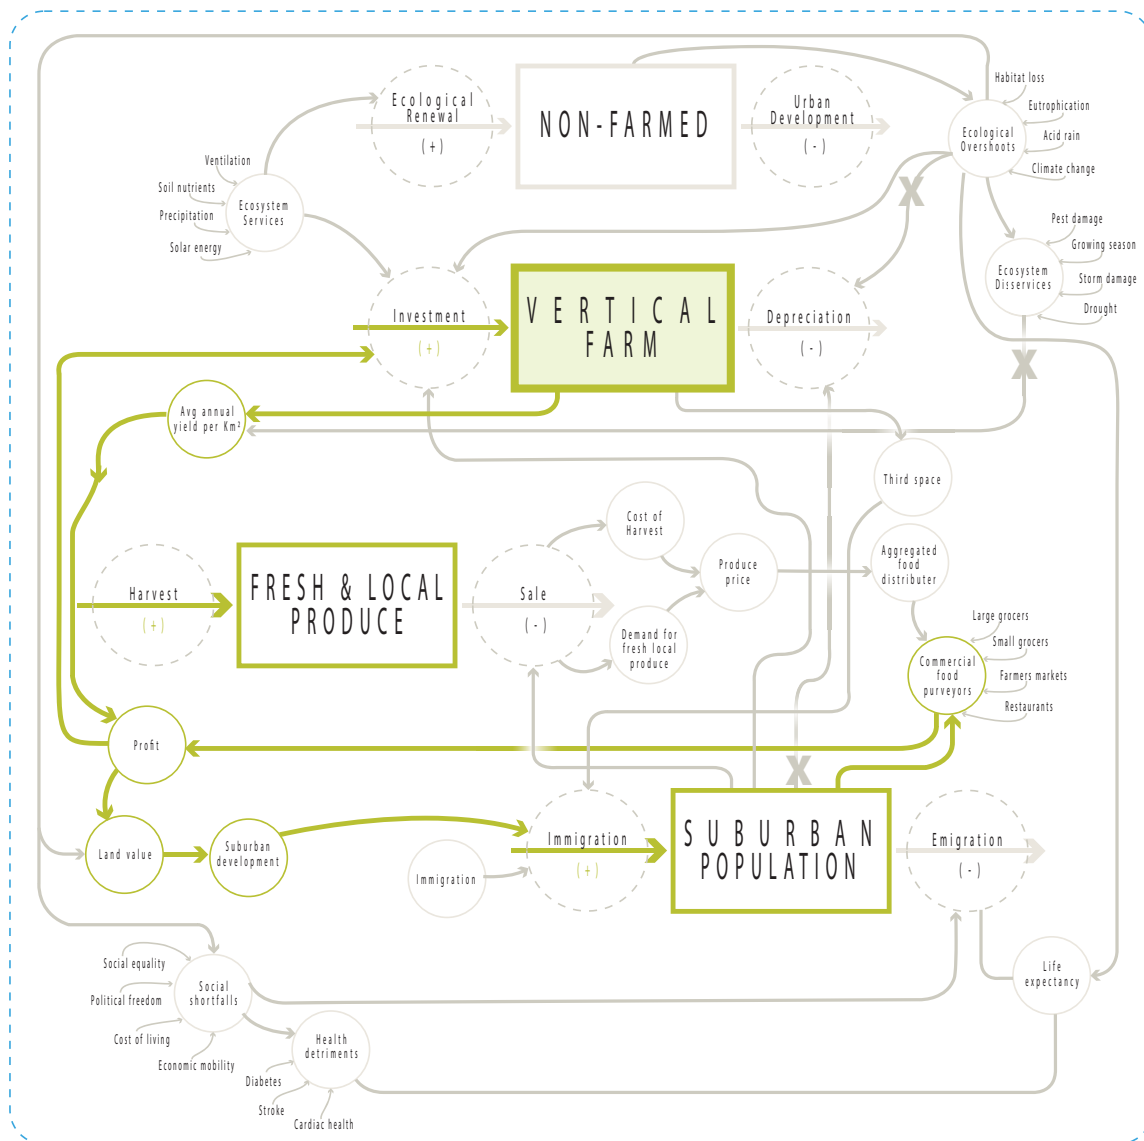 Habitat loss
Ecological
Renewal
(+)
NON-FARMED
Urban
Development
(-)
Eutrophication
Ecological
Overshoots
Acid rain
Climate change
Ventilation
Soil nutrients
Precipitation
Solar energy
Ecosystem
Services
Pest damage
Growing season
Ecosystem
Disservices
Storm damage
Drought
Investment
(+)
VERTICAL
FARM
Depreciation
(-)
X
X
Avg annual
yield per Km²
Third space
Cost of
Harvest
Produce
price
Aggregated
food
distributer
Harvest
(+)
FRESH & LOCAL
PRODUCE
Sale
(-)
Demand for
fresh local
produce
Large grocers
Small grocers
Commercial
food
purveyors
Farmers markets
Restaurants
Profit
X
Land value
Suburban
development
Immigration
Immigration
(+)
SUBURBAN
POPULATION
Emigration
(-)
Social equality
Political freedom
Cost of living
Economic mobility
Social
shortfalls
Life
expectancy
Health
detriments
Diabetes
Stroke
Cardiac health